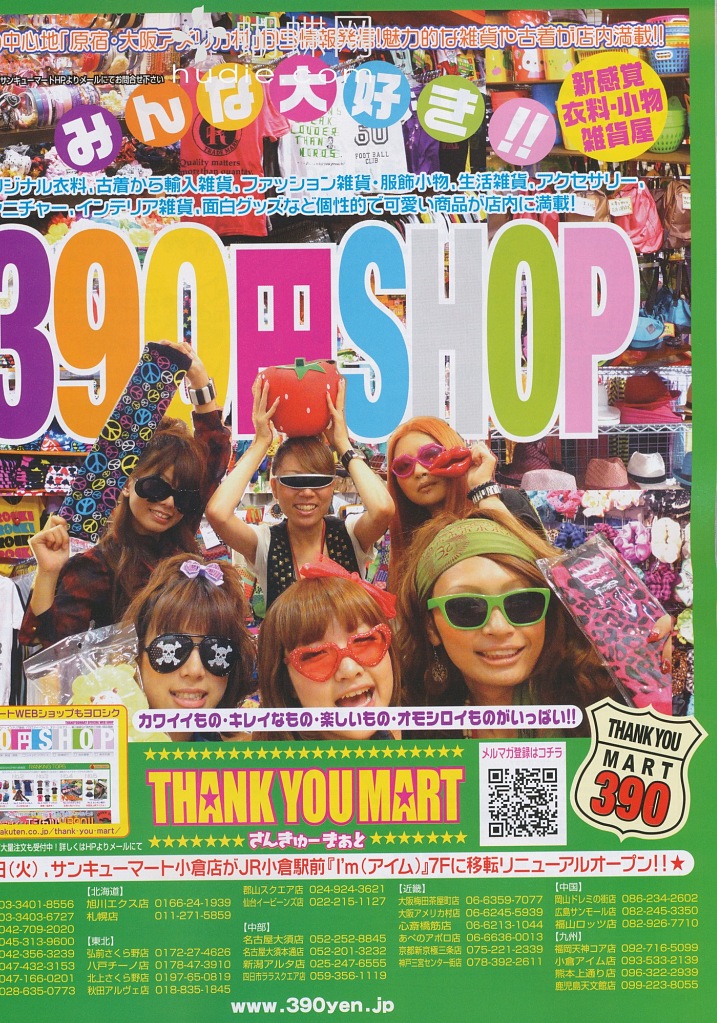 蝴蝶网
hudie.com
中心地「原宿・大阪アメリカ村」から情報発信!魅力的な雑貨や古着が店内満載!!
サンキューマートHPよりメールにてお問合せ下さい
みんな大好き!!
新感覚
衣料・小物
雑貨屋
ジナル衣料、古着から輸入雑貨、ファッション雑貨・服飾小物、生活雑貨、アクセサリー、
ニチャー、インテリア雑貨、面白グッズなど個性的で可愛い商品が店内に満載!
390円SHOP
カワイイもの・キレイなもの・楽しいもの・オモシロイものがいっぱい!!
ートWEBショップもヨロシク
円SHOP
akuten.co.jp/thank-you-mart/
大量注文も受付中!詳しくはHPよりメールにて
THANK YOU MART
さんきゅーまぁと
メルマガ登録はコチラ
THANK YOU
MART
390
日(火)、サンキューマート小倉店がJR小倉駅前『I'm(アイム)』7Fに移転リニューアルオープン!!★
03-3401-8556
03-3403-6727
042-709-2020
045-313-9600
042-356-3239
047-432-3153
047-166-0201
028-635-0773
【北海道】
旭川エクス店 0166-24-1939
札幌店 011-271-5859
【東北】
弘前さくら野店 0172-27-4626
八戸チーノ店 0178-47-3910
北上さくら野店 0197-65-0819
秋田アルヴェ店 018-835-1845
郡山スクエア店 024-924-3621
仙台イービーンズ店 022-215-1127
【中部】
名古屋大須店 052-252-8845
名古屋大須本通店 052-201-3232
新潟アルタ店 025-247-6555
四日市ララスクエア店 059-356-1119
【近畿】
大阪梅田茶屋町店 06-6359-7077
大阪アメリカ村店 06-6245-5939
心斎橋筋店 06-6213-1044
あべのアポロ店 06-6636-0013
京都新京極三条店 075-221-2339
神戸三宮センター街店 078-392-2611
【中国】
岡山ドレミの街店 086-234-2602
広島サンモール店 082-245-3350
福山ロッツ店 082-926-7710
【九州】
福岡天神コア店 092-716-5099
小倉アイム店 093-533-2139
熊本上通り店 096-322-2939
鹿児島天文館店 099-223-8055
www.390yen.jp